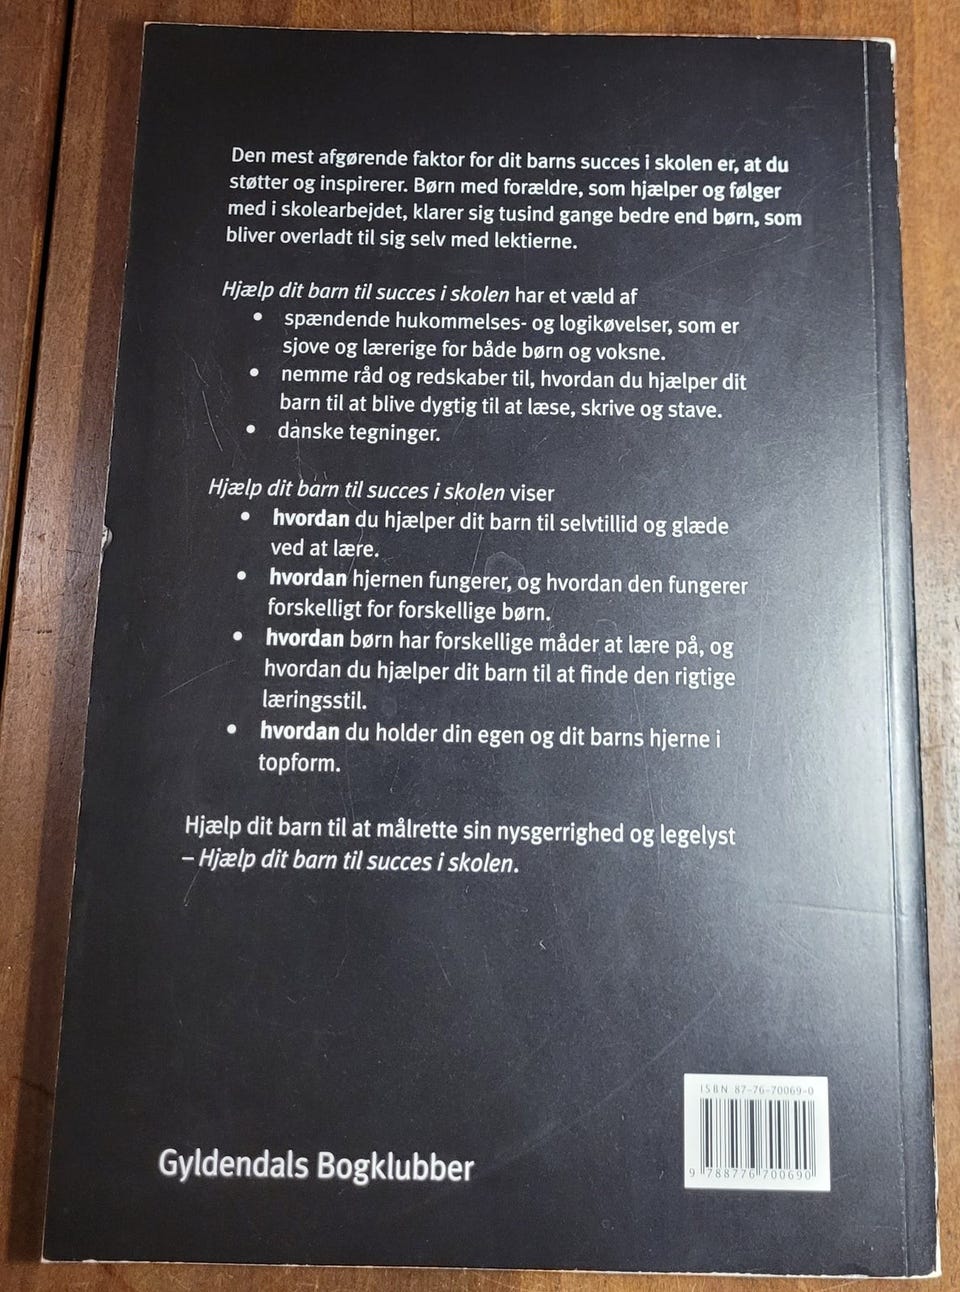 Den mest afgørende faktor for dit barns succes i skolen er, at du
støtter og inspirerer. Børn med forældre, som hjælper og følger
med i skolearbejdet, klarer sig tusind gange bedre end børn, som
bliver overladt til sig selv med lektierne.
Hjælp dit barn til succes i skolen har et væld af
• spændende hukommelses- og logikøvelser, som er
sjove og lærerige for både børn og voksne.
• nemme råd og redskaber til, hvordan du hjælper dit
barn til at blive dygtig til at læse, skrive og stave.
• danske tegninger.
Hjælp dit barn til succes i skolen viser
• hvordan du hjælper dit barn til selvtillid og glæde
ved at lære.
• hvordan hjernen fungerer, og hvordan den fungerer
forskelligt for forskellige børn.
• hvordan børn har forskellige måder at lære på, og
hvordan du hjælper dit barn til at finde den rigtige
læringsstil.
• hvordan du holder din egen og dit barns hjerne i
topform.
Hjælp dit barn til at målrette sin nysgerrighed og legelyst
– Hjælp dit barn til succes i skolen.
ISBN 87-76-70069-0
9 788776 700690
Gyldendals Bogklubber